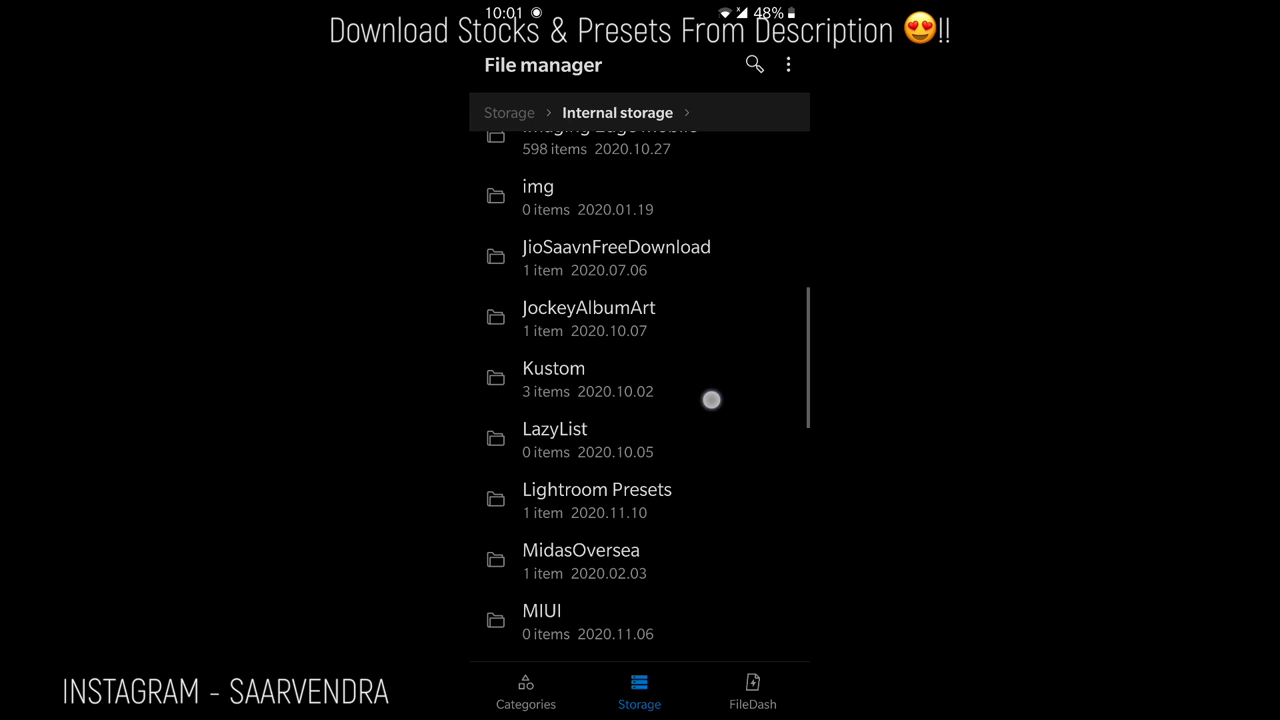 10:01 48%
Download Stocks & Presets From Description 😍!!
File manager
Storage > Internal storage >
Imaging Edge Mobile
598 items 2020.10.27
img
0 items 2020.01.19
JioSaavnFreeDownload
1 item 2020.07.06
JockeyAlbumArt
1 item 2020.10.07
Kustom
3 items 2020.10.02
LazyList
0 items 2020.10.05
Lightroom Presets
1 item 2020.11.10
MidasOversea
1 item 2020.02.03
MIUI
0 items 2020.11.06
INSTAGRAM - SAARVENDRA
Categories Storage FileDash